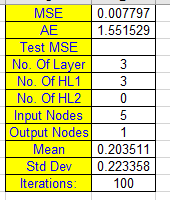 MSE 0.007797
AE 1.551529
Test MSE
No. Of Layer 3
No. Of HL1 3
No. Of HL2 0
Input Nodes 5
Output Nodes 1
Mean 0.203511
Std Dev 0.223358
Iterations: 100